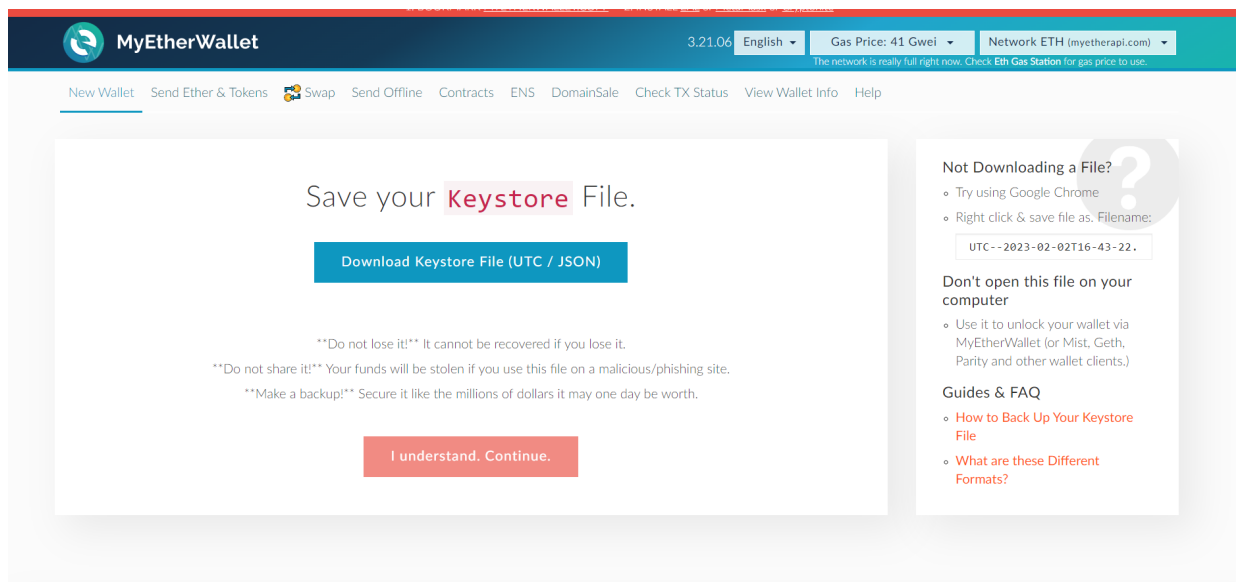 MyEtherWallet
3.21.06 English Gas Price: 41 Gwei Network ETH (myetherapi.com)
The network is really full right now. Check Eth Gas Station for gas price to use.
New Wallet Send Ether & Tokens Swap Send Offline Contracts ENS DomainSale Check TX Status View Wallet Info Help
Save your Keystore File.
Download Keystore File (UTC / JSON)
**Do not lose it!** It cannot be recovered if you lose it.
**Do not share it!** Your funds will be stolen if you use this file on a malicious/phishing site.
**Make a backup!** Secure it like the millions of dollars it may one day be worth.
I understand. Continue.
Not Downloading a File?
Try using Google Chrome
Right click & save file as. Filename:
UTC--2023-02-02T16-43-22.
Don't open this file on your
computer
Use it to unlock your wallet via
MyEtherWallet (or Mist, Geth,
Parity and other wallet clients.)
Guides & FAQ
How to Back Up Your Keystore
File
What are these Different
Formats?